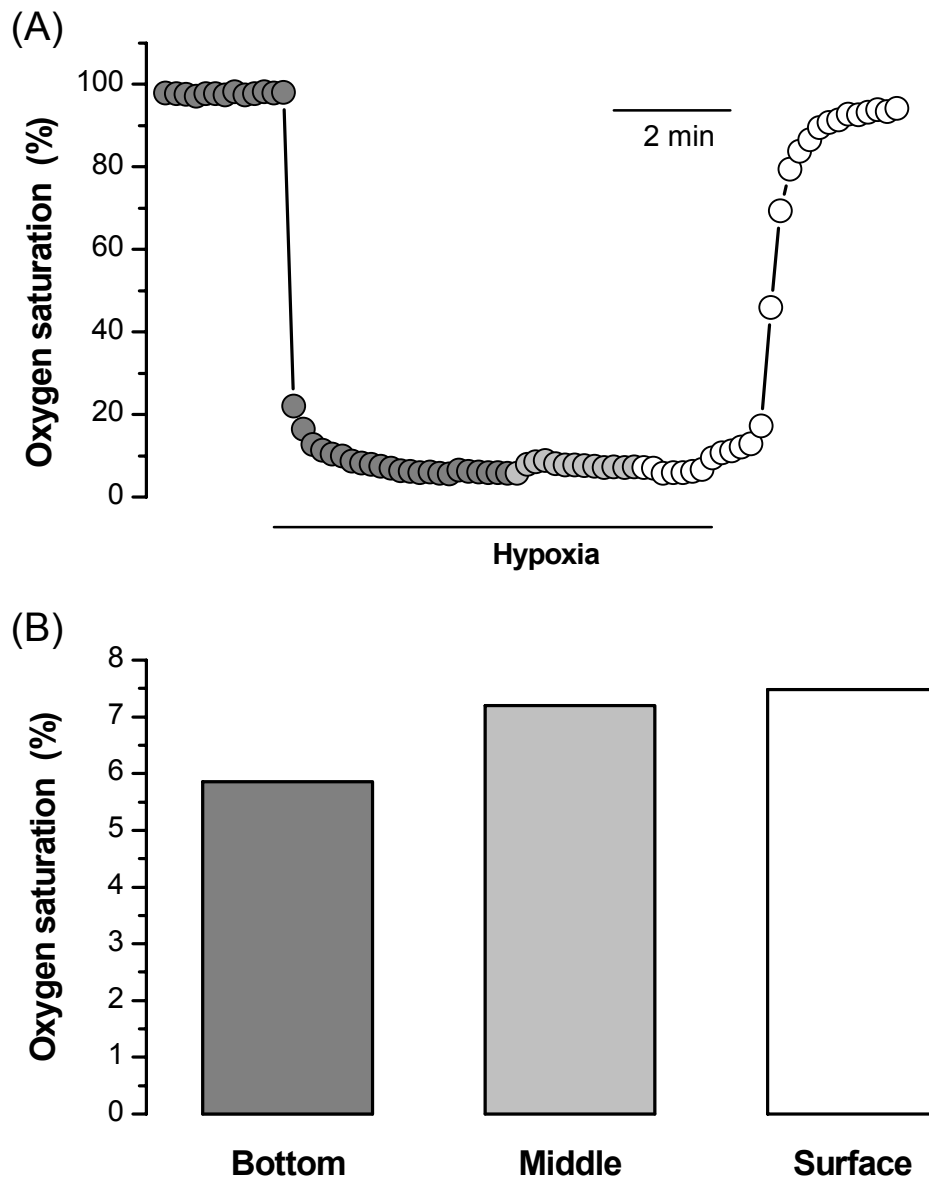 (A)
Oxygen saturation (%)
100
80
60
40
20
0
2 min
Hypoxia
(B)
Oxygen saturation (%)
8
7
6
5
4
3
2
1
0
Bottom
Middle
Surface